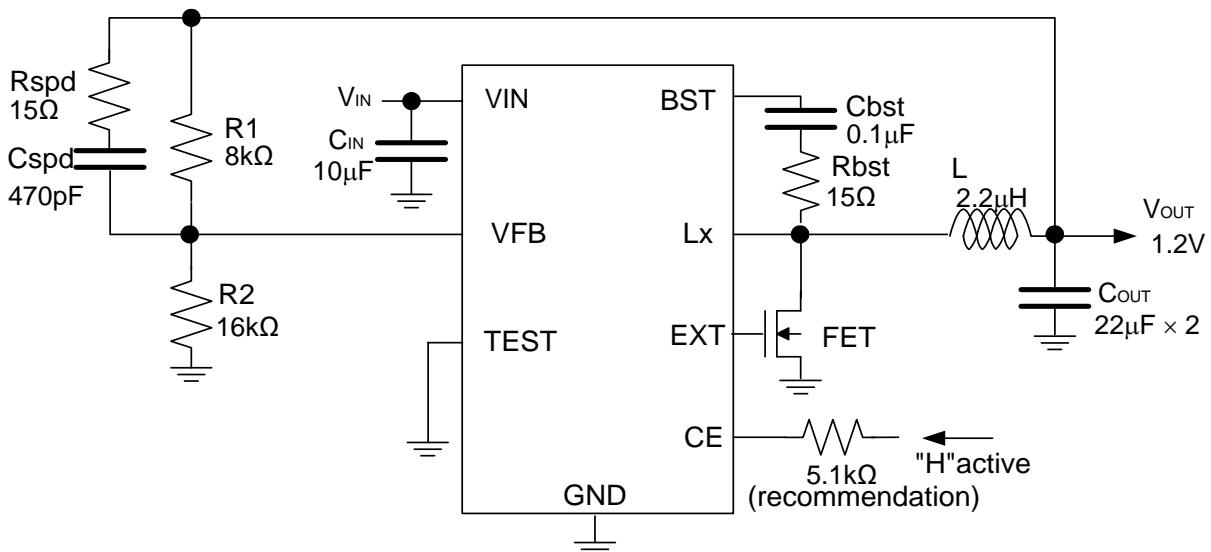 Rspd
15Ω
Cspd
470pF
R1
8kΩ
R2
16kΩ
VIN
CIN
10μF
VIN
VFB
TEST
GND
BST
Lx
EXT
CE
Cbst
0.1μF
Rbst
15Ω
L
2.2μH
VOUT
1.2V
COUT
22μF × 2
FET
5.1kΩ
(recommendation)
"H"active